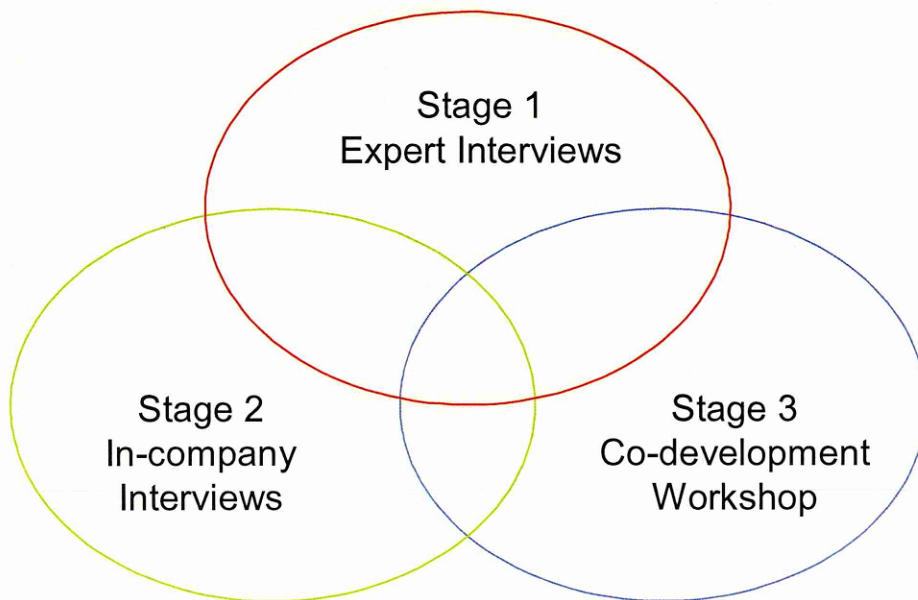 Stage 1
Expert Interviews
Stage 2
In-company
Interviews
Stage 3
Co-development
Workshop